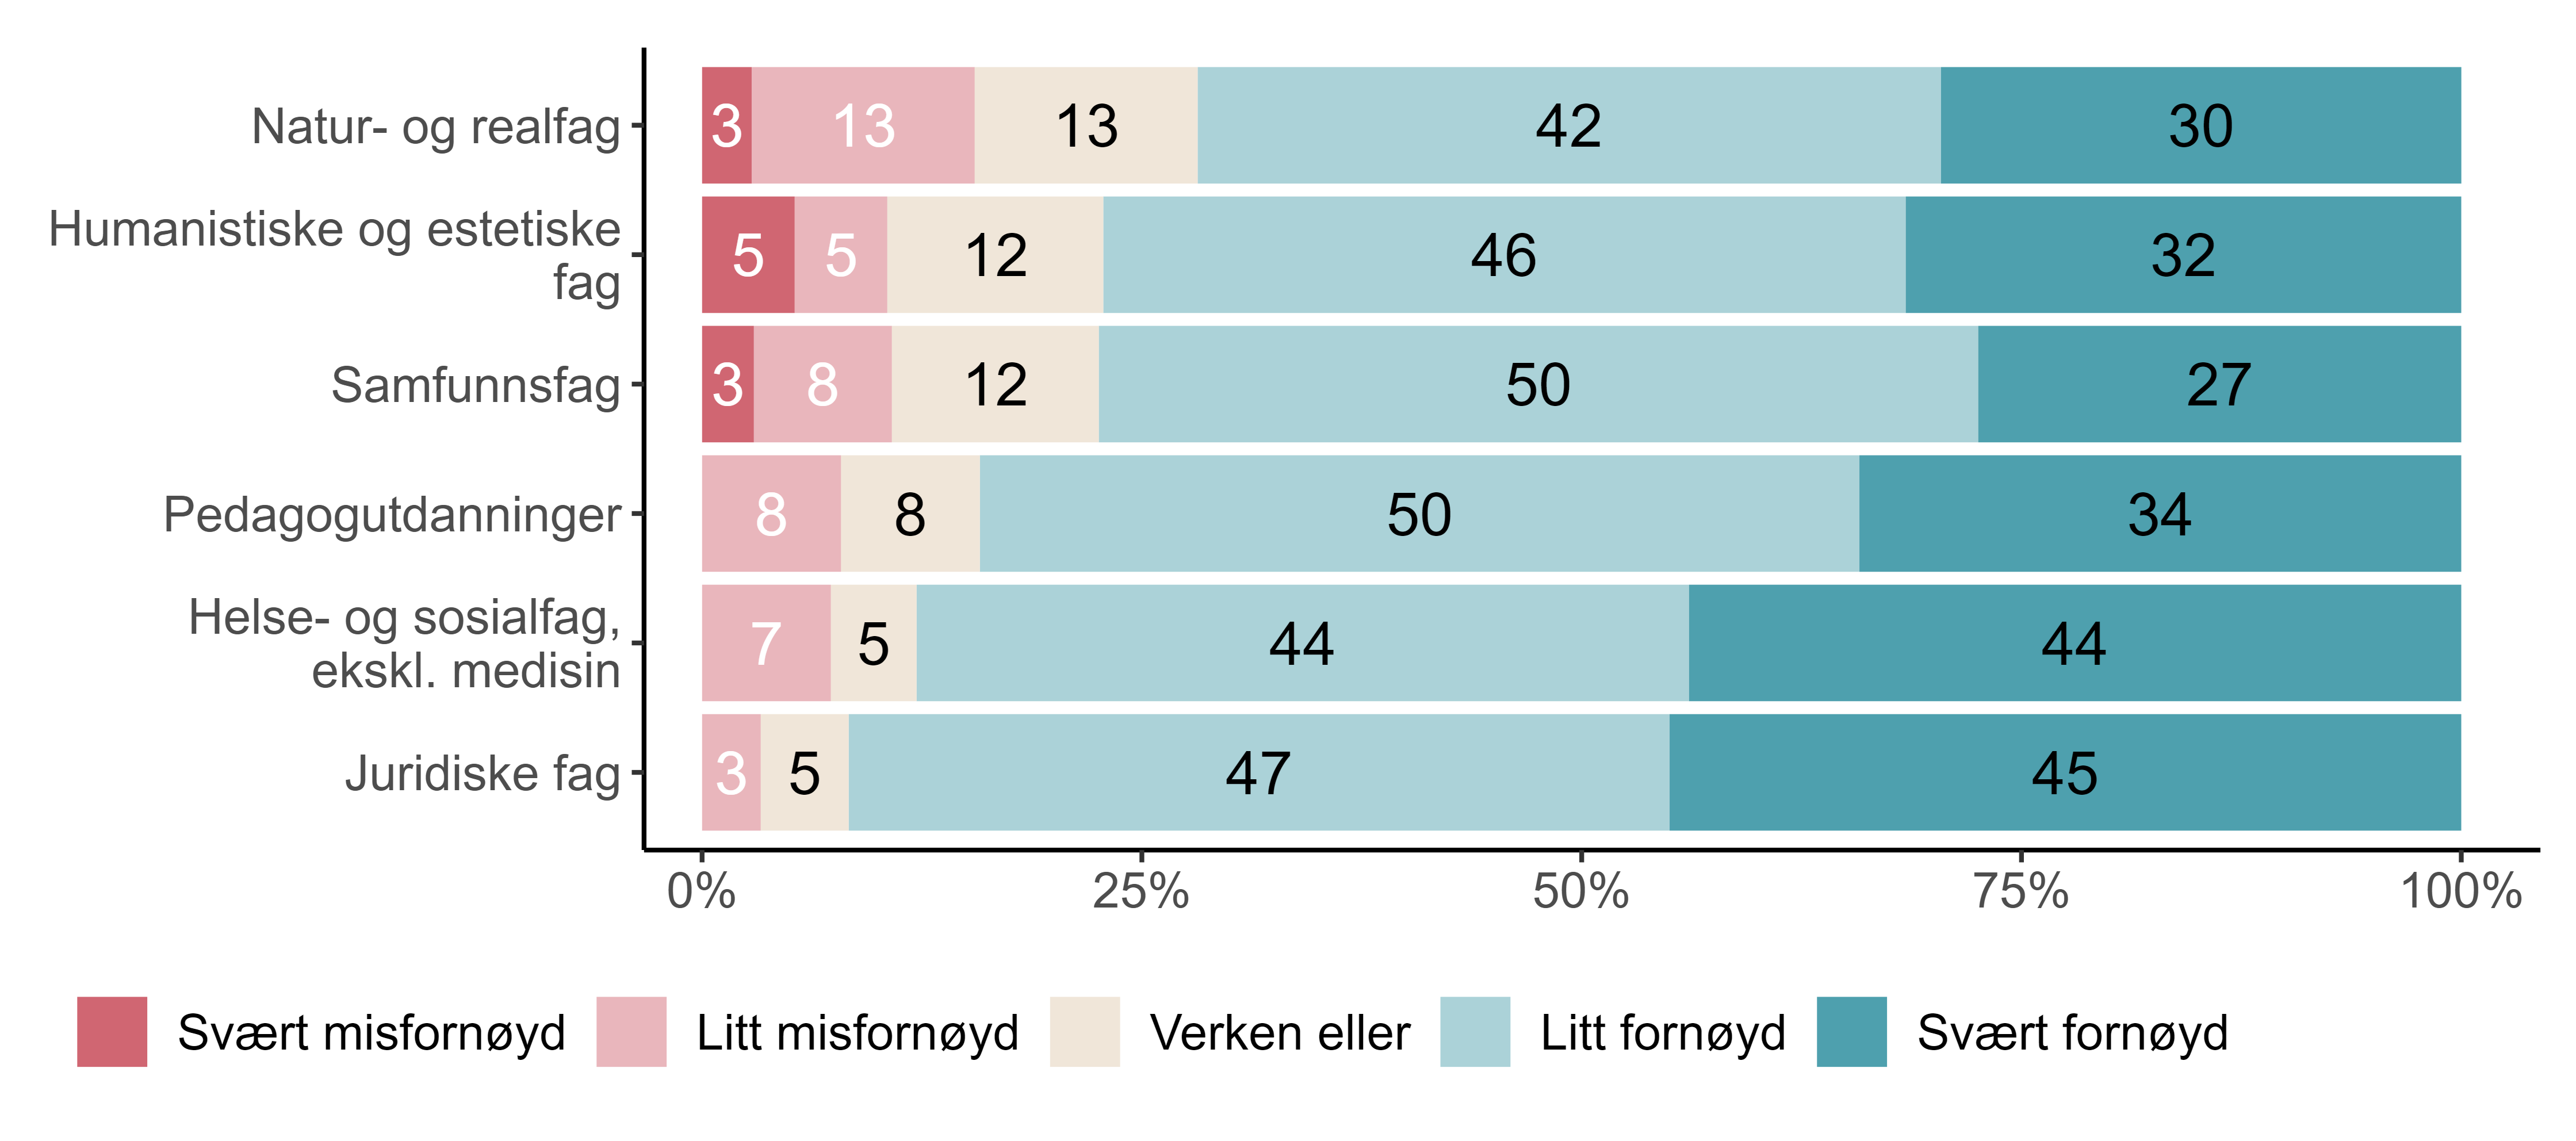 Natur- og realfag 3 13 13 42 30
Humanistiske og estetiske
fag 5 5 12 46 32
Samfunnsfag 3 8 12 50 27
Pedagogutdanninger 8 8 50 34
Helse- og sosialfag,
ekskl. medisin 7 5 44 44
Juridiske fag 3 5 47 45
0% 25% 50% 75% 100%
Svært misfornøyd Litt misfornøyd Verken eller Litt fornøyd Svært fornøyd